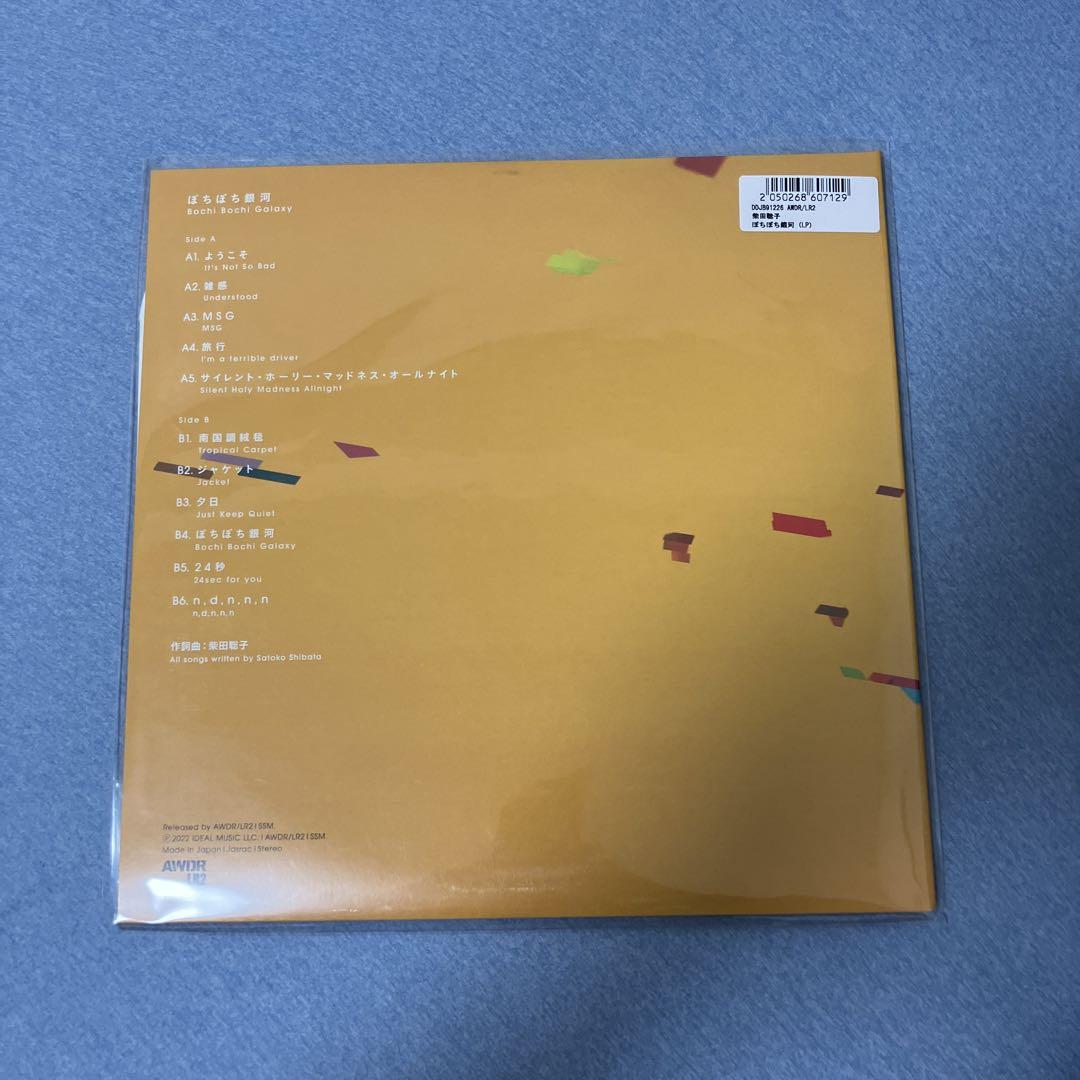 ぼちぼち銀河
Bochi Bochi Galaxy
Side A
A1. ようこそ
It's Not So Bad
A2. 雑感
Understood
A3. MSG
MSG
A4. 旅行
I'm a terrible driver
A5. サイレント・ホーリー・マッドネス・オールナイト
Silent Holy Madness Allnight
Side B
B1. 南国調絨毯
Tropical Carpet
B2. ジャケット
Jacket
B3. 夕日
Just Keep Quiet
B4. ぼちぼち銀河
Bochi Bochi Galaxy
B5. 24秒
24sec for you
B6. n,d,n,n,n
n,d,n,n,n
作詞曲:柴田聡子
All songs written by Satoko Shibata
Released by AWDR/LR2 | SSM.
Ⓟ2022 IDEAL MUSIC LLC. | AWDR/LR2 | SSM
Made in Japan | Jasrac | Stereo
AWDR
LR2
2050268607129
DDJB91226 AWDR/LR2
柴田聡子
ぼちぼち銀河 (LP)